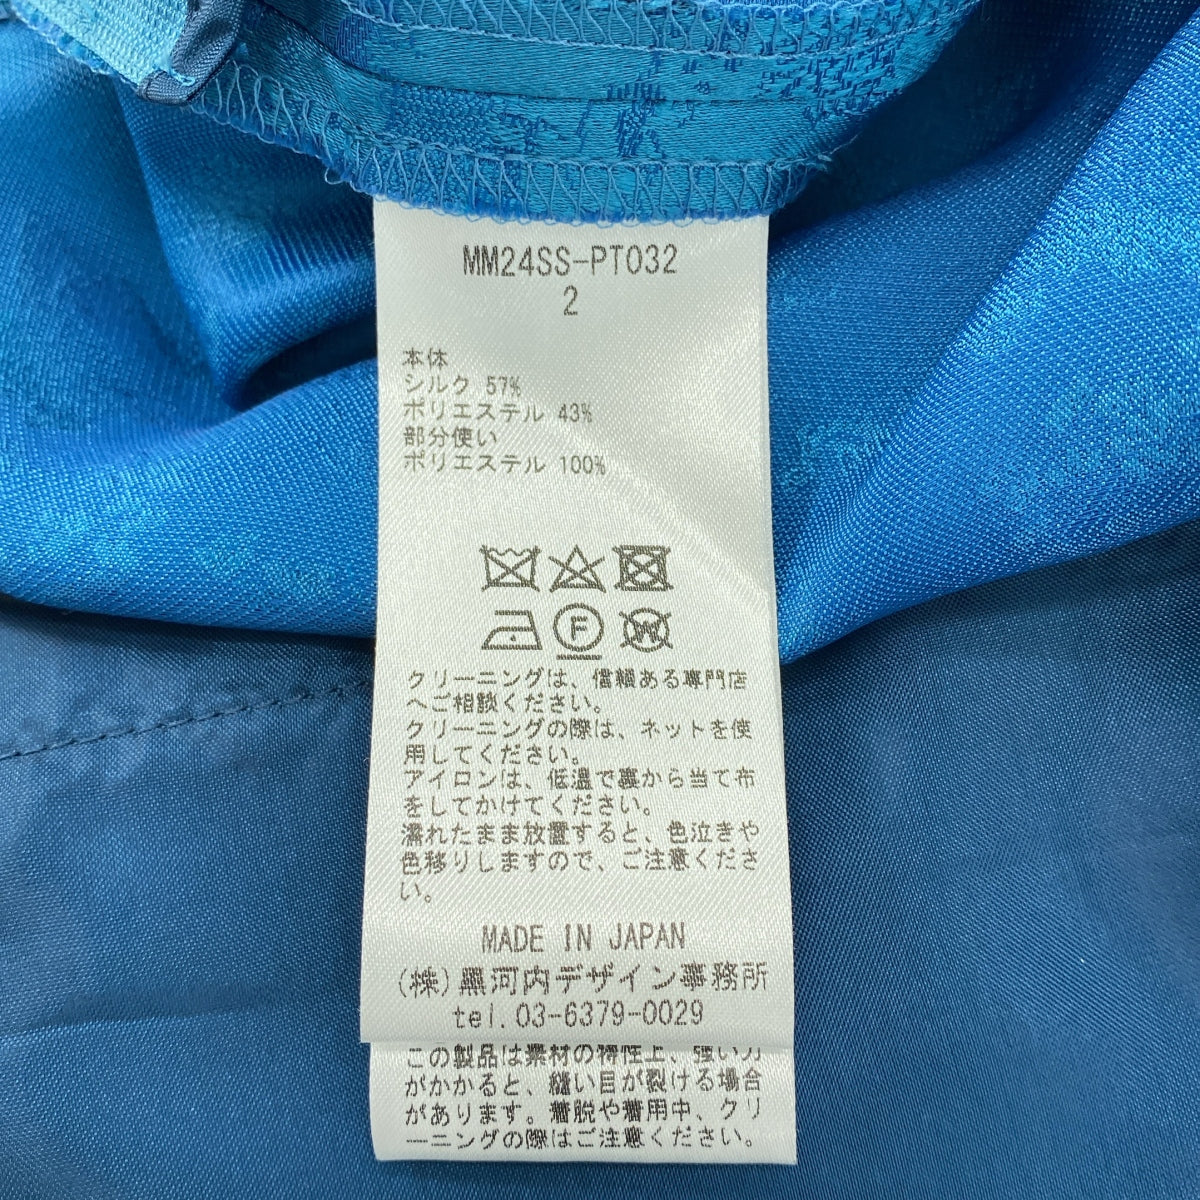 MM24SS-PT032
2
本体
シルク 57%
ポリエステル 43%
部分使い
ポリエステル 100%
F
W
クリーニングは、信頼ある専門店
へご相談ください。
クリーニングの際は、ネットを使
用してください。
アイロンは、低温で裏から当て布
をしてかけてください。
濡れたまま放置すると、色泣きや
色移りしますので、ご注意くださ
い。
MADE IN JAPAN
(株)黒河内デザイン事務所
tel.03-6379-0029
この製品は素材の特性上、強い力
がかかると、縫い目が裂ける場合
があります。着脱や着用中、クリ
ーニングの際はご注意ください。